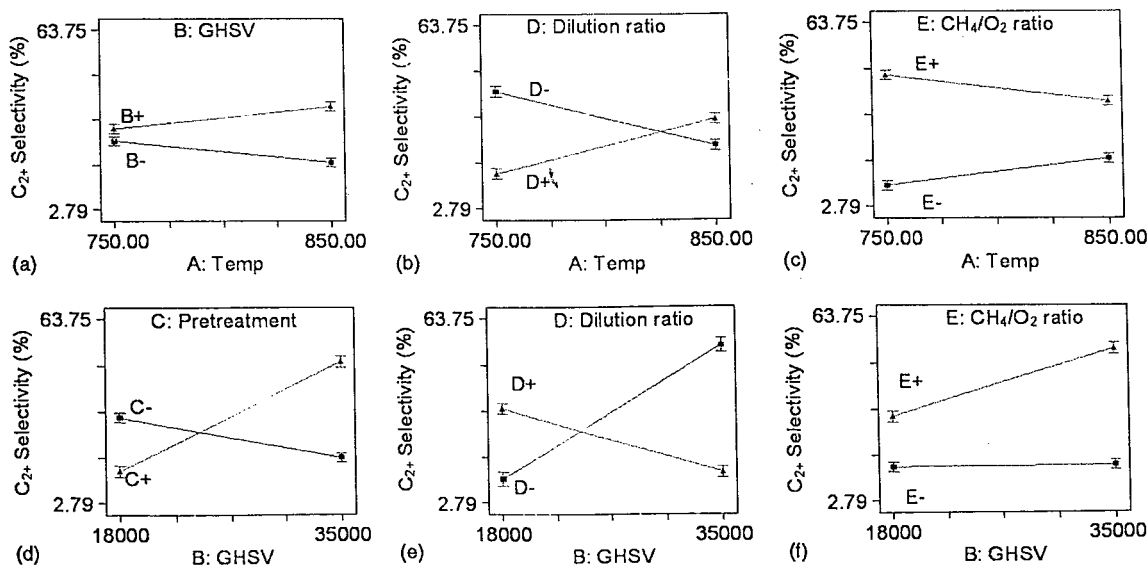 63.75
B: GHSV
C2+ Selectivity (%)
B+
B-
2.79
750.00
850.00
(a)
A: Temp
63.75
D: Dilution ratio
C2+ Selectivity (%)
D-
D+
2.79
750.00
850.00
(b)
A: Temp
63.75
E: CH4/O2 ratio
C2+ Selectivity (%)
E+
E-
2.79
750.00
850.00
(c)
A: Temp
63.75
C: Pretreatment
C2+ Selectivity (%)
C-
C+
2.79
18000
35000
(d)
B: GHSV
63.75
D: Dilution ratio
C2+ Selectivity (%)
D+
D-
2.79
18000
35000
(e)
B: GHSV
63.75
E: CH4/O2 ratio
C2+ Selectivity (%)
E+
E-
2.79
18000
35000
(f)
B: GHSV